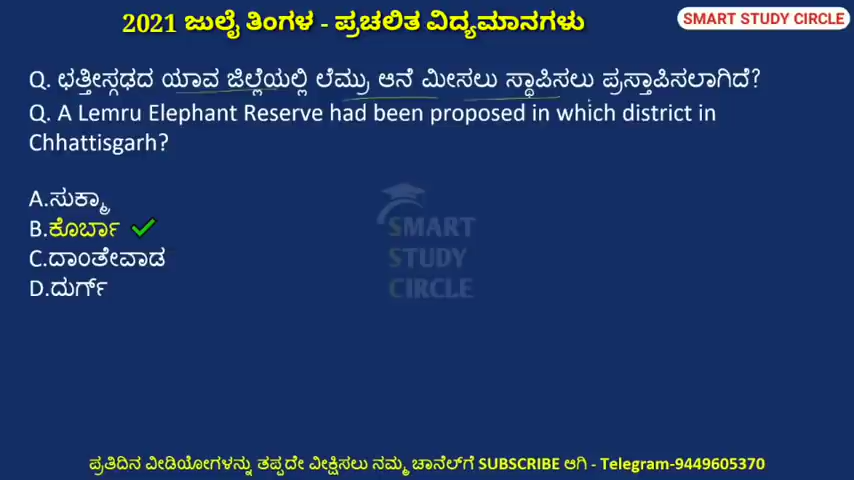 2021 ಜುಲೈ ತಿಂಗಳ - ಪ್ರಚಲಿತ ವಿದ್ಯಮಾನಗಳು
SMART STUDY CIRCLE
Q. ಛತ್ತೀಸ್ಗಢದ ಯಾವ ಜಿಲ್ಲೆಯಲ್ಲಿ ಲೆಮ್ರು ಆನೆ ಮೀಸಲು ಸ್ಥಾಪಿಸಲು ಪ್ರಸ್ತಾಪಿಸಲಾಗಿದೆ?
Q. A Lemru Elephant Reserve had been proposed in which district in
Chhattisgarh?
A.ಸುಕ್ಮಾ
B.ಕೊರ್ಬಾ
C.ದಾಂತೇವಾಡ
D.ದುರ್ಗ್
SMART
STUDY
CIRCLE
ಪ್ರತಿದಿನ ವೀಡಿಯೋಗಳನ್ನು ತಪ್ಪದೇ ವೀಕ್ಷಿಸಲು ನಮ್ಮ ಚಾನೆಲ್‌ಗೆ SUBSCRIBE ಆಗಿ - Telegram-9449605370